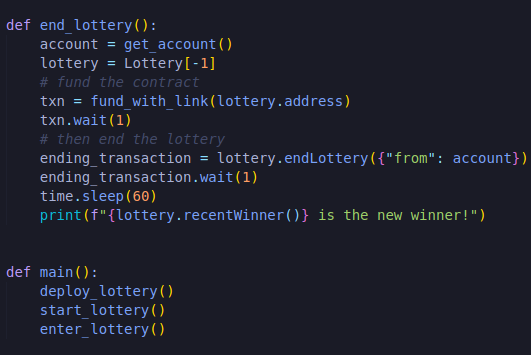 def end_lottery():
    account = get_account()
    lottery = Lottery[-1]
    # fund the contract
    txn = fund_with_link(lottery.address)
    txn.wait(1)
    # then end the lottery
    ending_transaction = lottery.endLottery({"from": account})
    ending_transaction.wait(1)
    time.sleep(60)
    print(f"{lottery.recentWinner()} is the new winner!")
def main():
    deploy_lottery()
    start_lottery()
    enter_lottery()